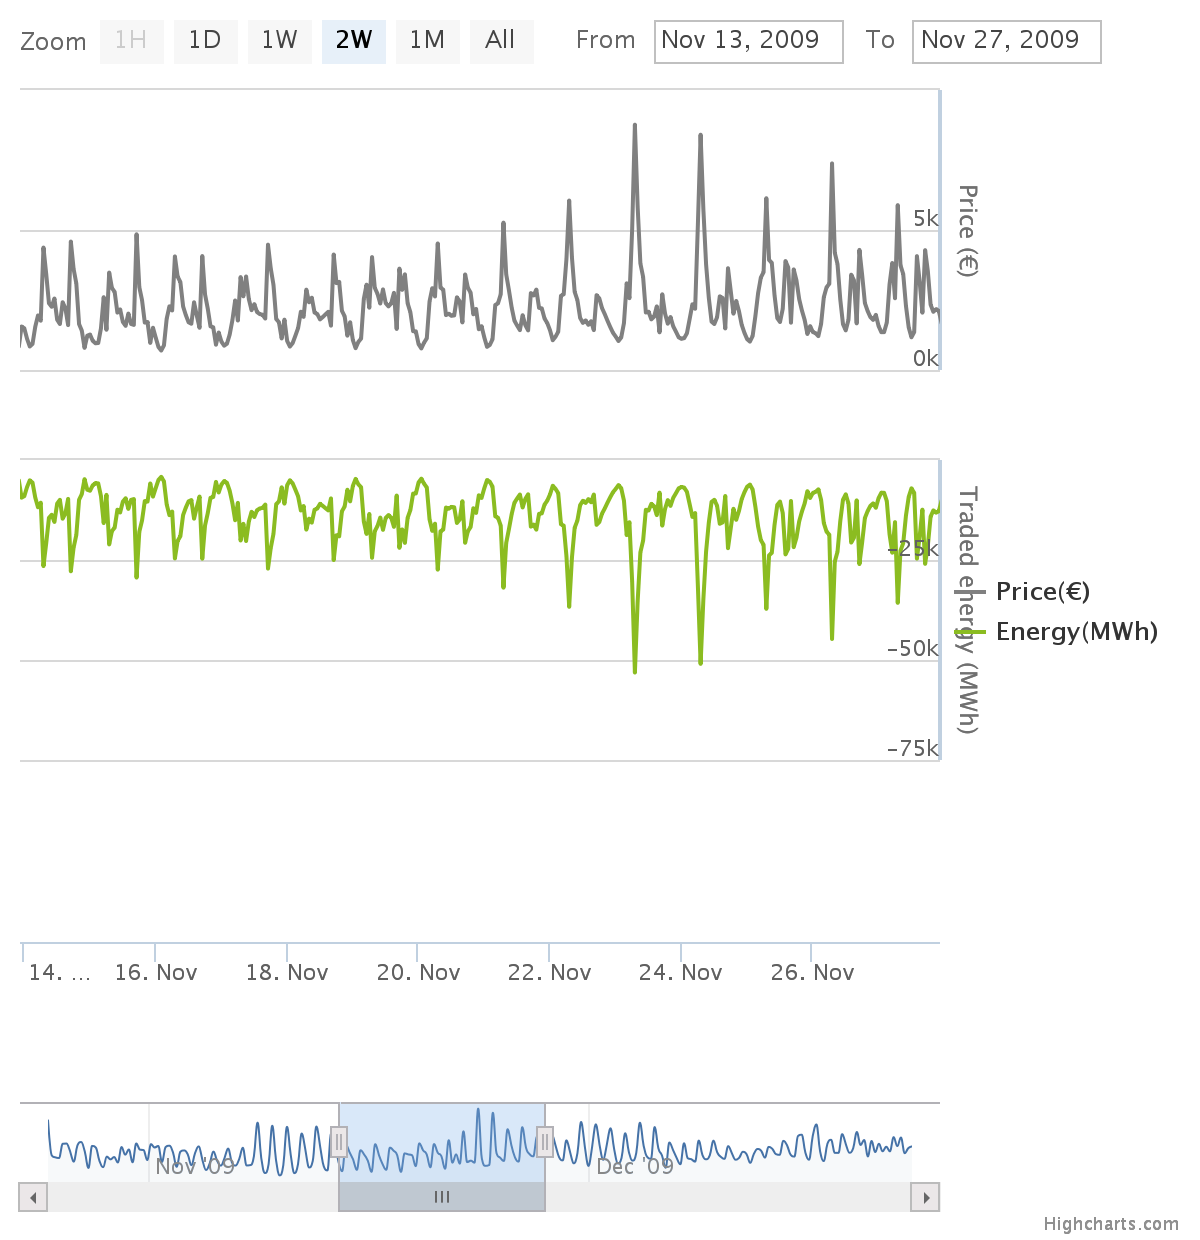 Zoom 1H 1D 1W 2W 1M All From Nov 13, 2009 To Nov 27, 2009
Price (€)
5k
0k
Traded energy (MWh)
−25k
−50k
−75k
Price(€)
Energy(MWh)
14. ... 16. Nov 18. Nov 20. Nov 22. Nov 24. Nov 26. Nov
Nov '09 Dec '09
Highcharts.com